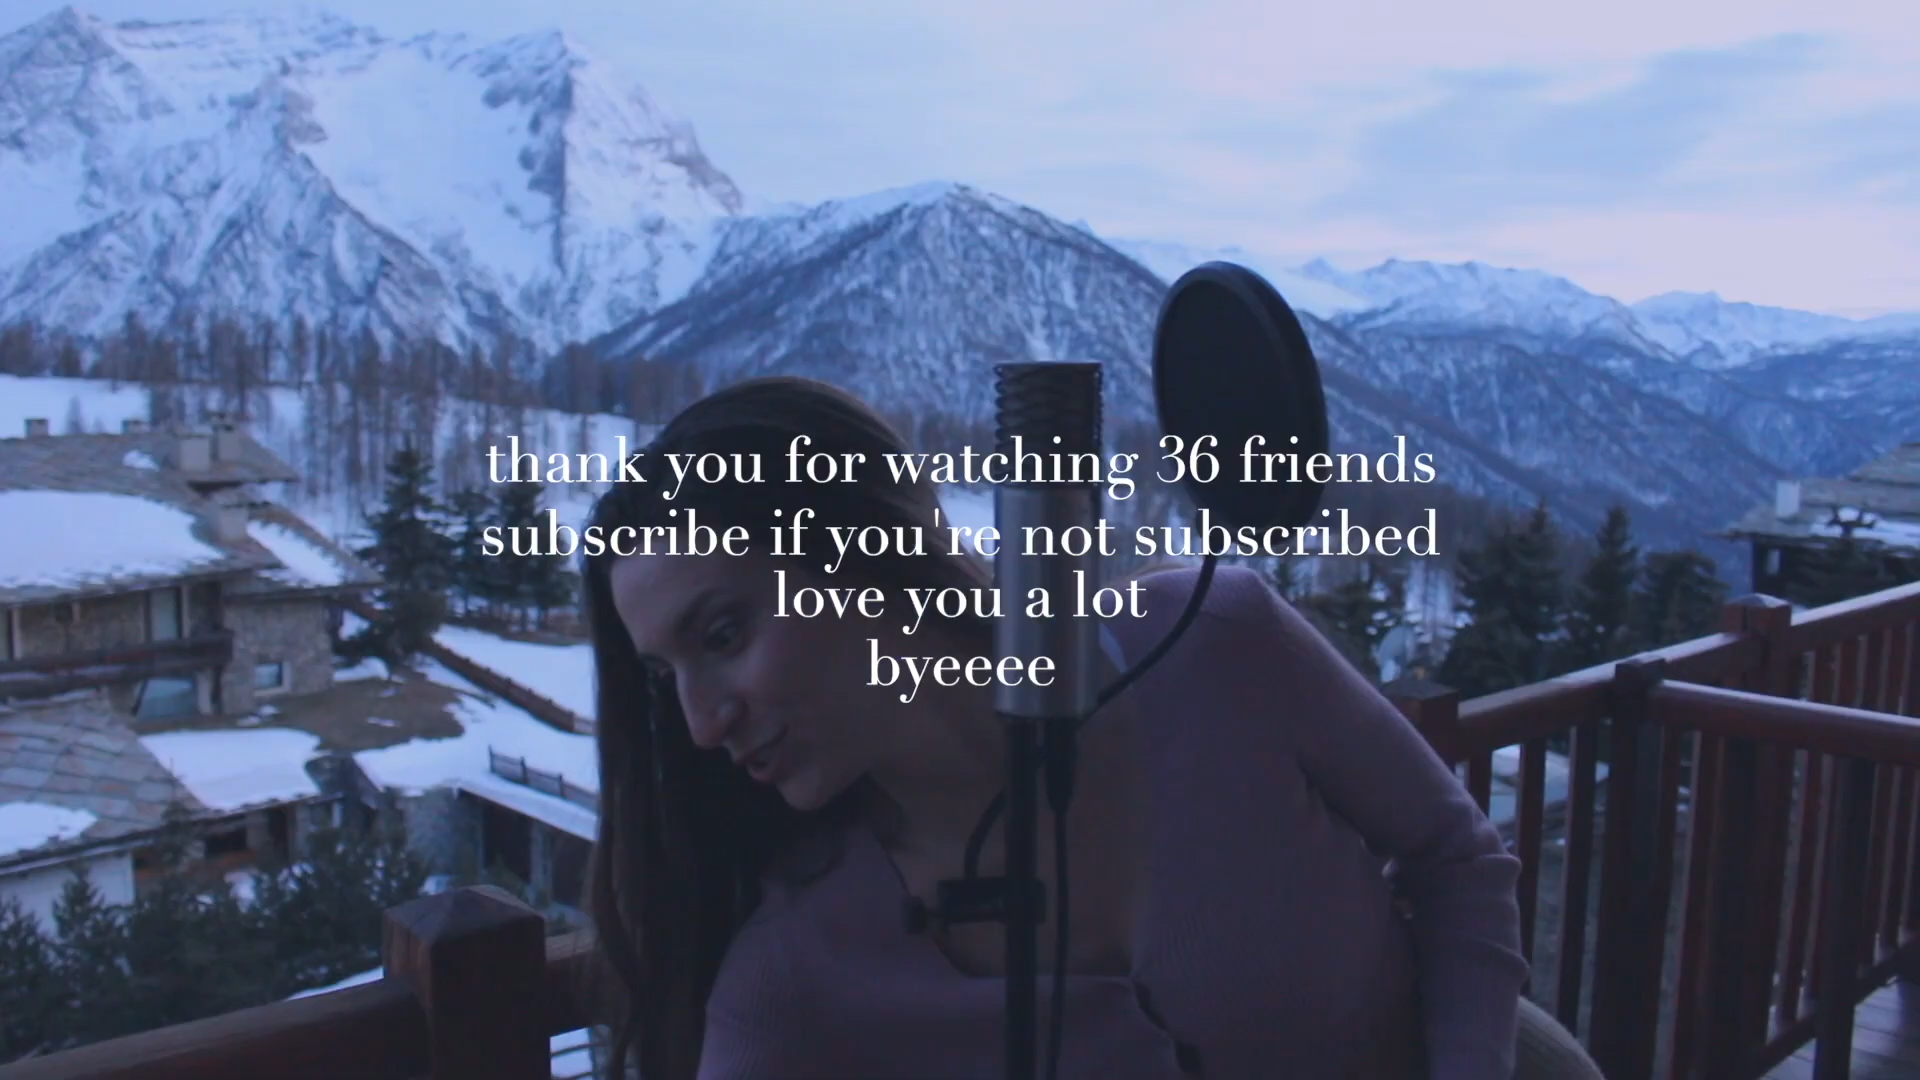 thank you for watching 36 friends
subscribe if you're not subscribed
love you a lot
byeeee